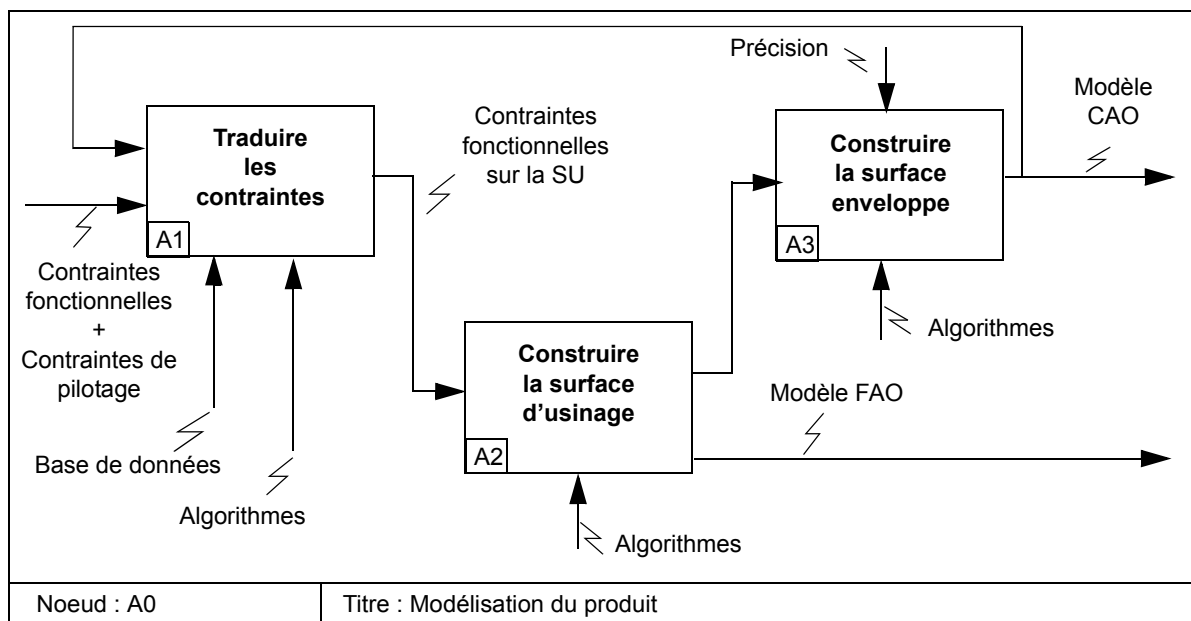 Précision
Modèle
CAO
Traduire
les
contraintes
A1
Contraintes
fonctionnelles
sur la SU
Construire
la surface
enveloppe
A3
Contraintes
fonctionnelles
+
Contraintes de
pilotage
Algorithmes
Construire
la surface
d’usinage
A2
Modèle FAO
Base de données
Algorithmes
Algorithmes
Noeud : A0
Titre : Modélisation du produit